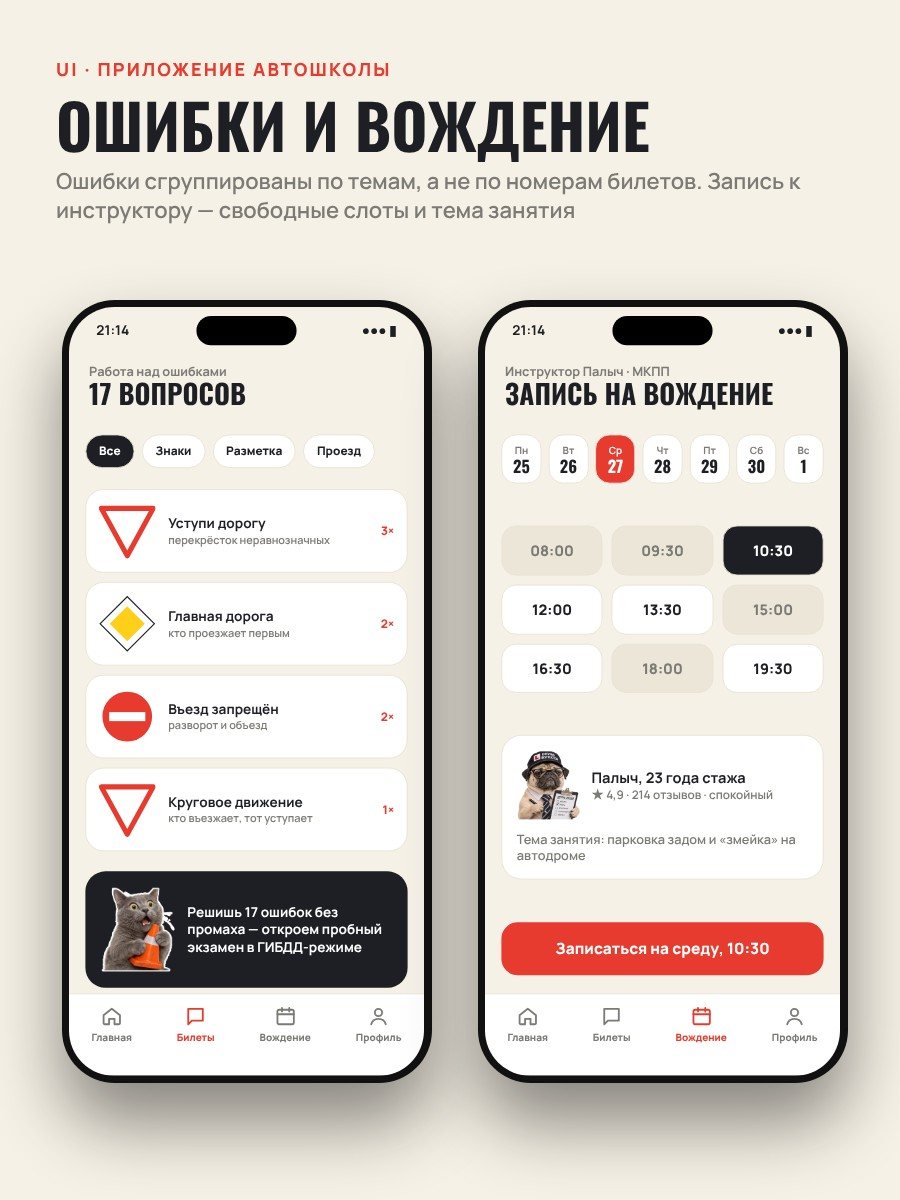 UI · ПРИЛОЖЕНИЕ АВТОШКОЛЫ
ОШИБКИ И ВОЖДЕНИЕ
Ошибки сгруппированы по темам, а не по номерам билетов. Запись к
инструктору — свободные слоты и тема занятия
21:14
Работа над ошибками
17 ВОПРОСОВ
Все Знаки Разметка Проезд
Уступи дорогу
перекрёсток неравнозначных
3×
Главная дорога
кто проезжает первым
2×
Въезд запрещён
разворот и объезд
2×
Круговое движение
кто въезжает, тот уступает
1×
Решишь 17 ошибок без
промаха — откроем пробный
экзамен в ГИБДД-режиме
Главная Билеты Вождение Профиль
21:14
Инструктор Палыч · МКПП
ЗАПИСЬ НА ВОЖДЕНИЕ
Пн Вт Ср Чт Пт Сб Вс
25 26 27 28 29 30 1
08:00 09:30 10:30
12:00 13:30 15:00
16:30 18:00 19:30
Палыч, 23 года стажа
★ 4,9 · 214 отзывов · спокойный
Тема занятия: парковка задом и «змейка» на
автодроме
Записаться на среду, 10:30
Главная Билеты Вождение Профиль